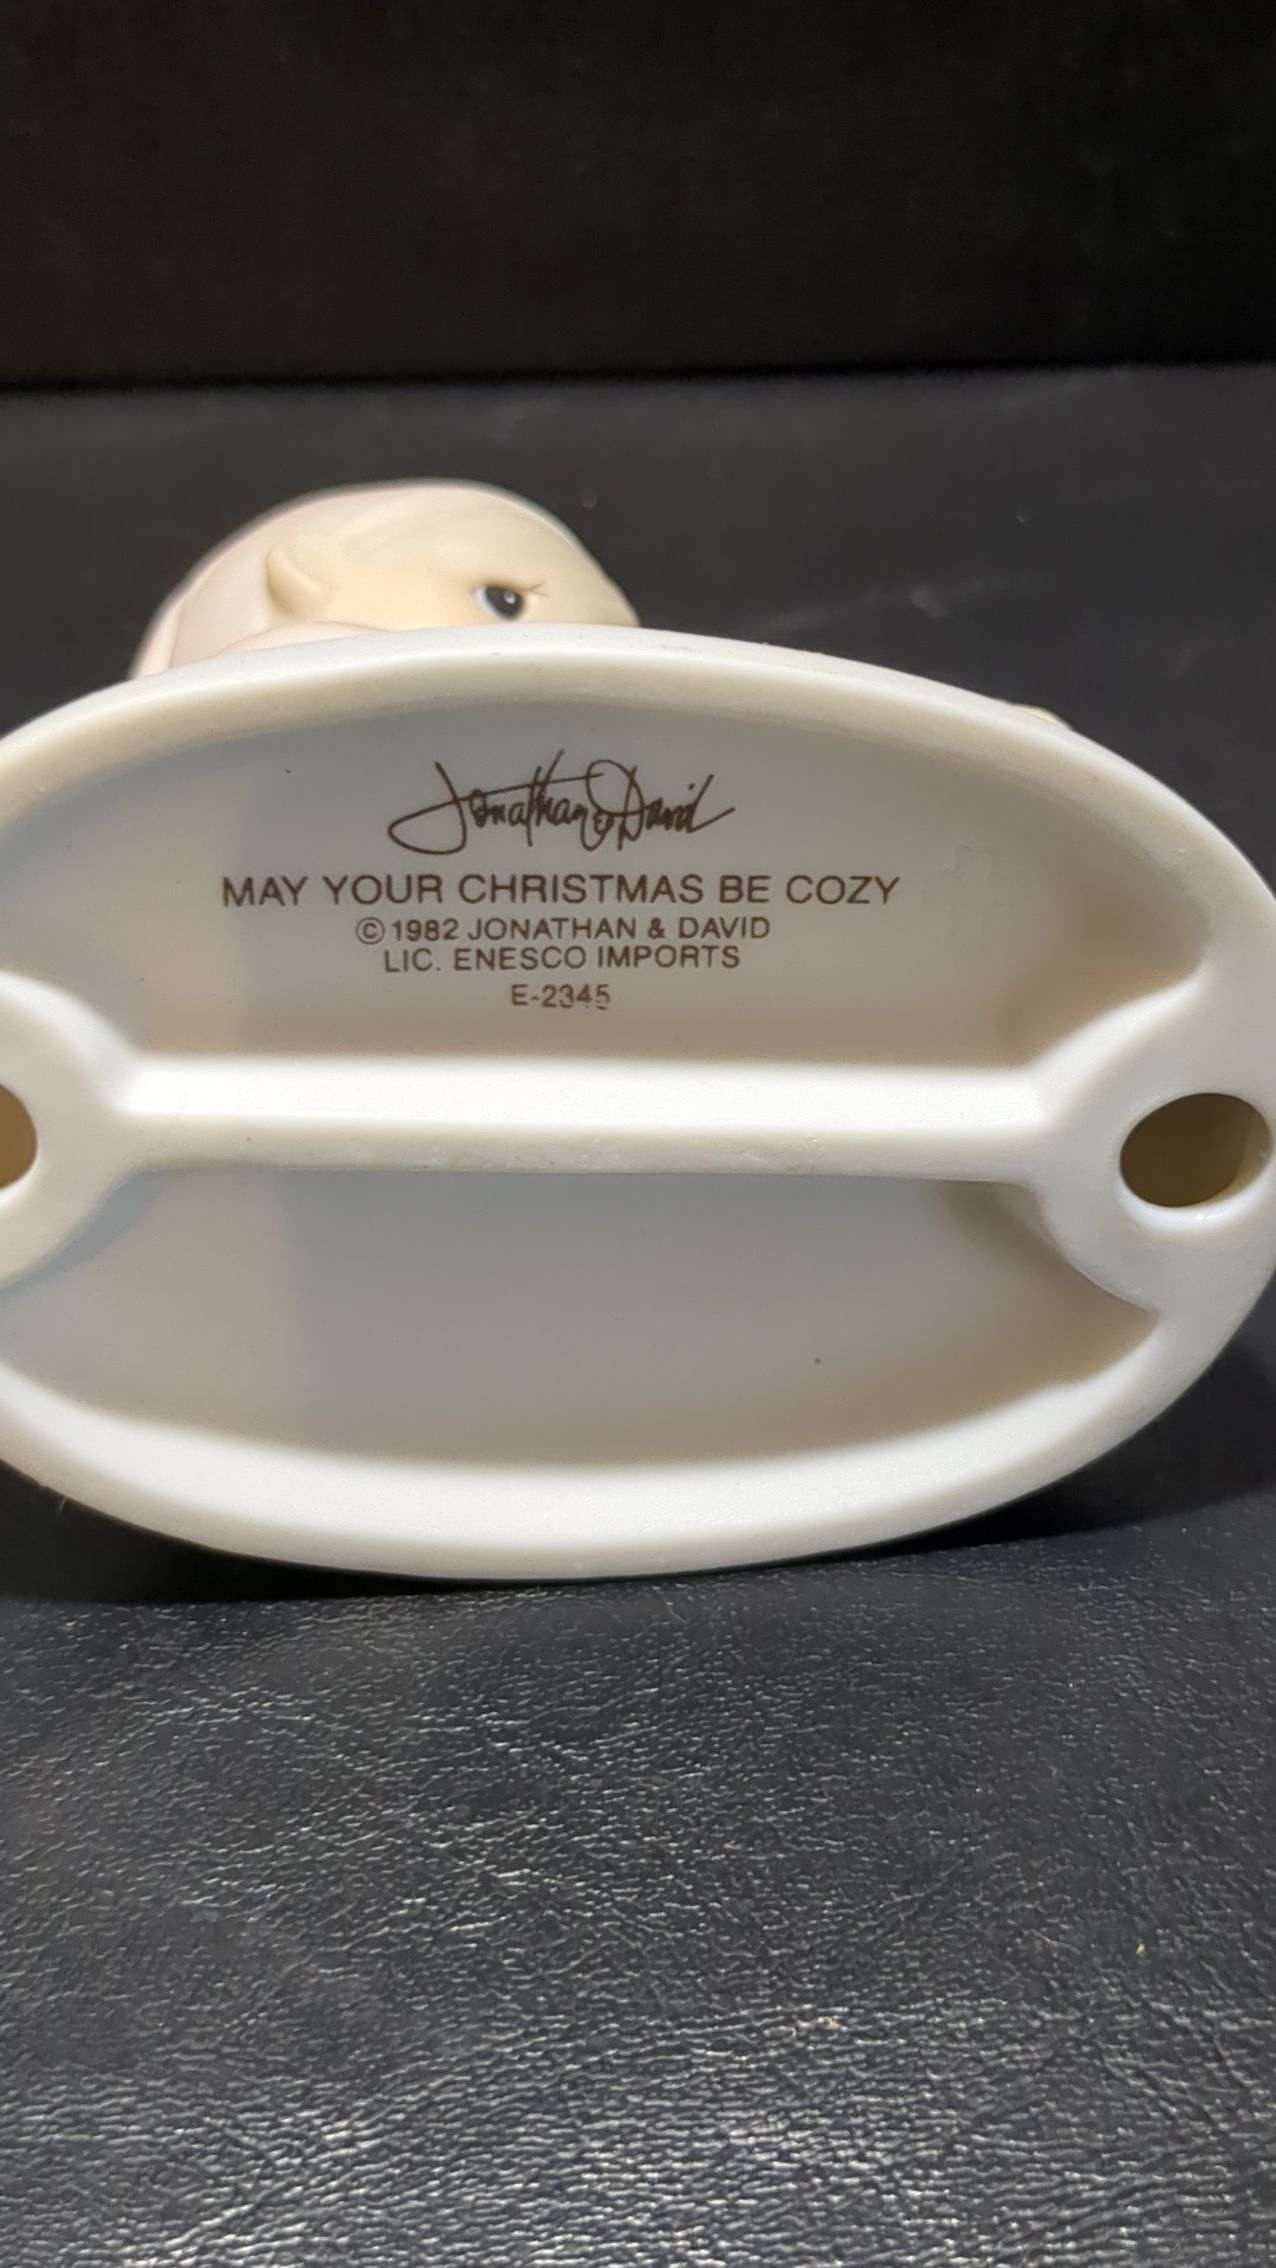 Jonathan & David
MAY YOUR CHRISTMAS BE COZY
© 1982 JONATHAN & DAVID
LIC. ENESCO IMPORTS
E-2345